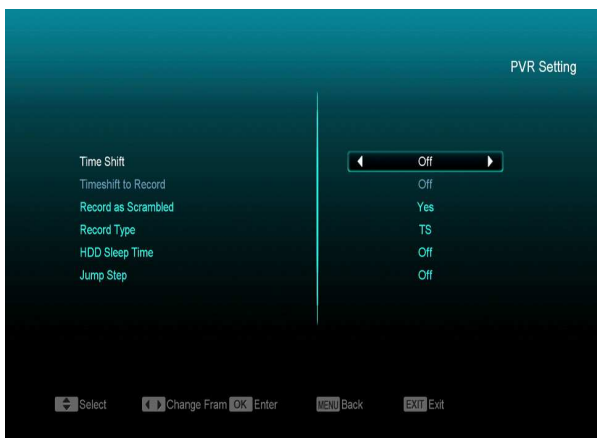 PVR Setting
Time Shift Off
Timeshift to Record Off
Record as Scrambled Yes
Record Type TS
HDD Sleep Time Off
Jump Step Off
Select Change Fram OK Enter MENU Back EXIT Exit